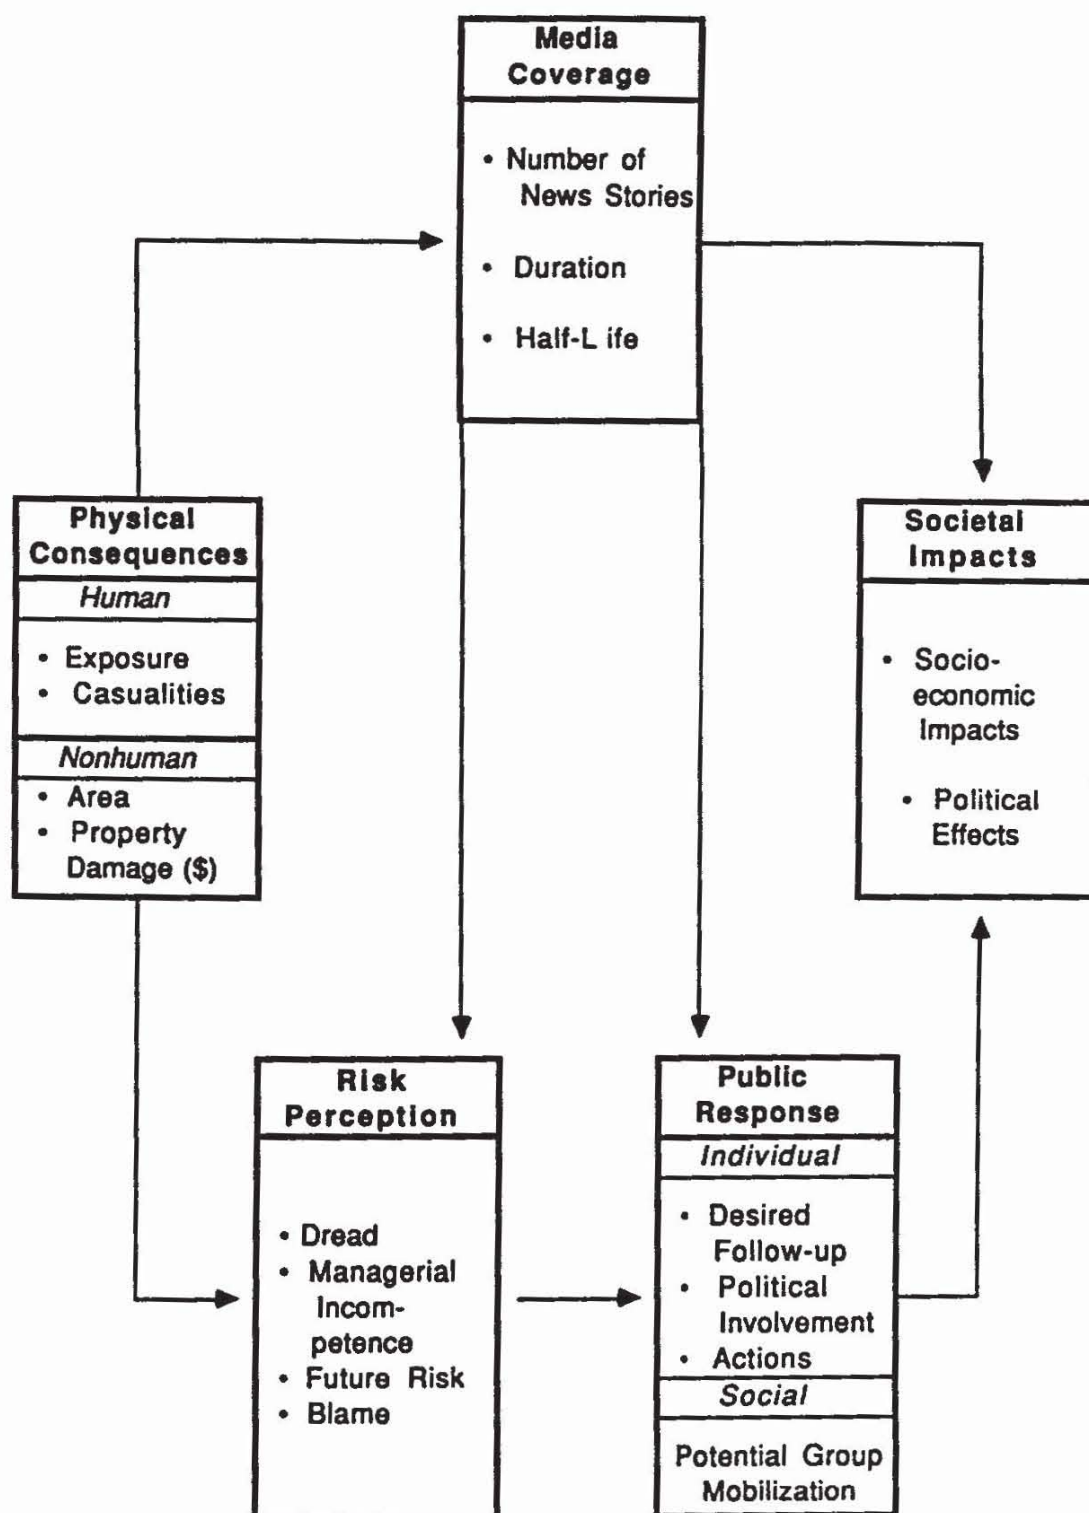 Media
Coverage
• Number of
News Stories
• Duration
• Half-L ife
Physical
Consequences
Human
• Exposure
• Casualities
Nonhuman
• Area
• Property
Damage ($)
Societal
Impacts
• Socio-
economic
Impacts
• Political
Effects
Risk
Perception
• Dread
• Managerial
Incom-
petence
• Future Risk
• Blame
Public
Response
Individual
• Desired
Follow-up
• Political
Involvement
• Actions
Social
Potential Group
Mobilization